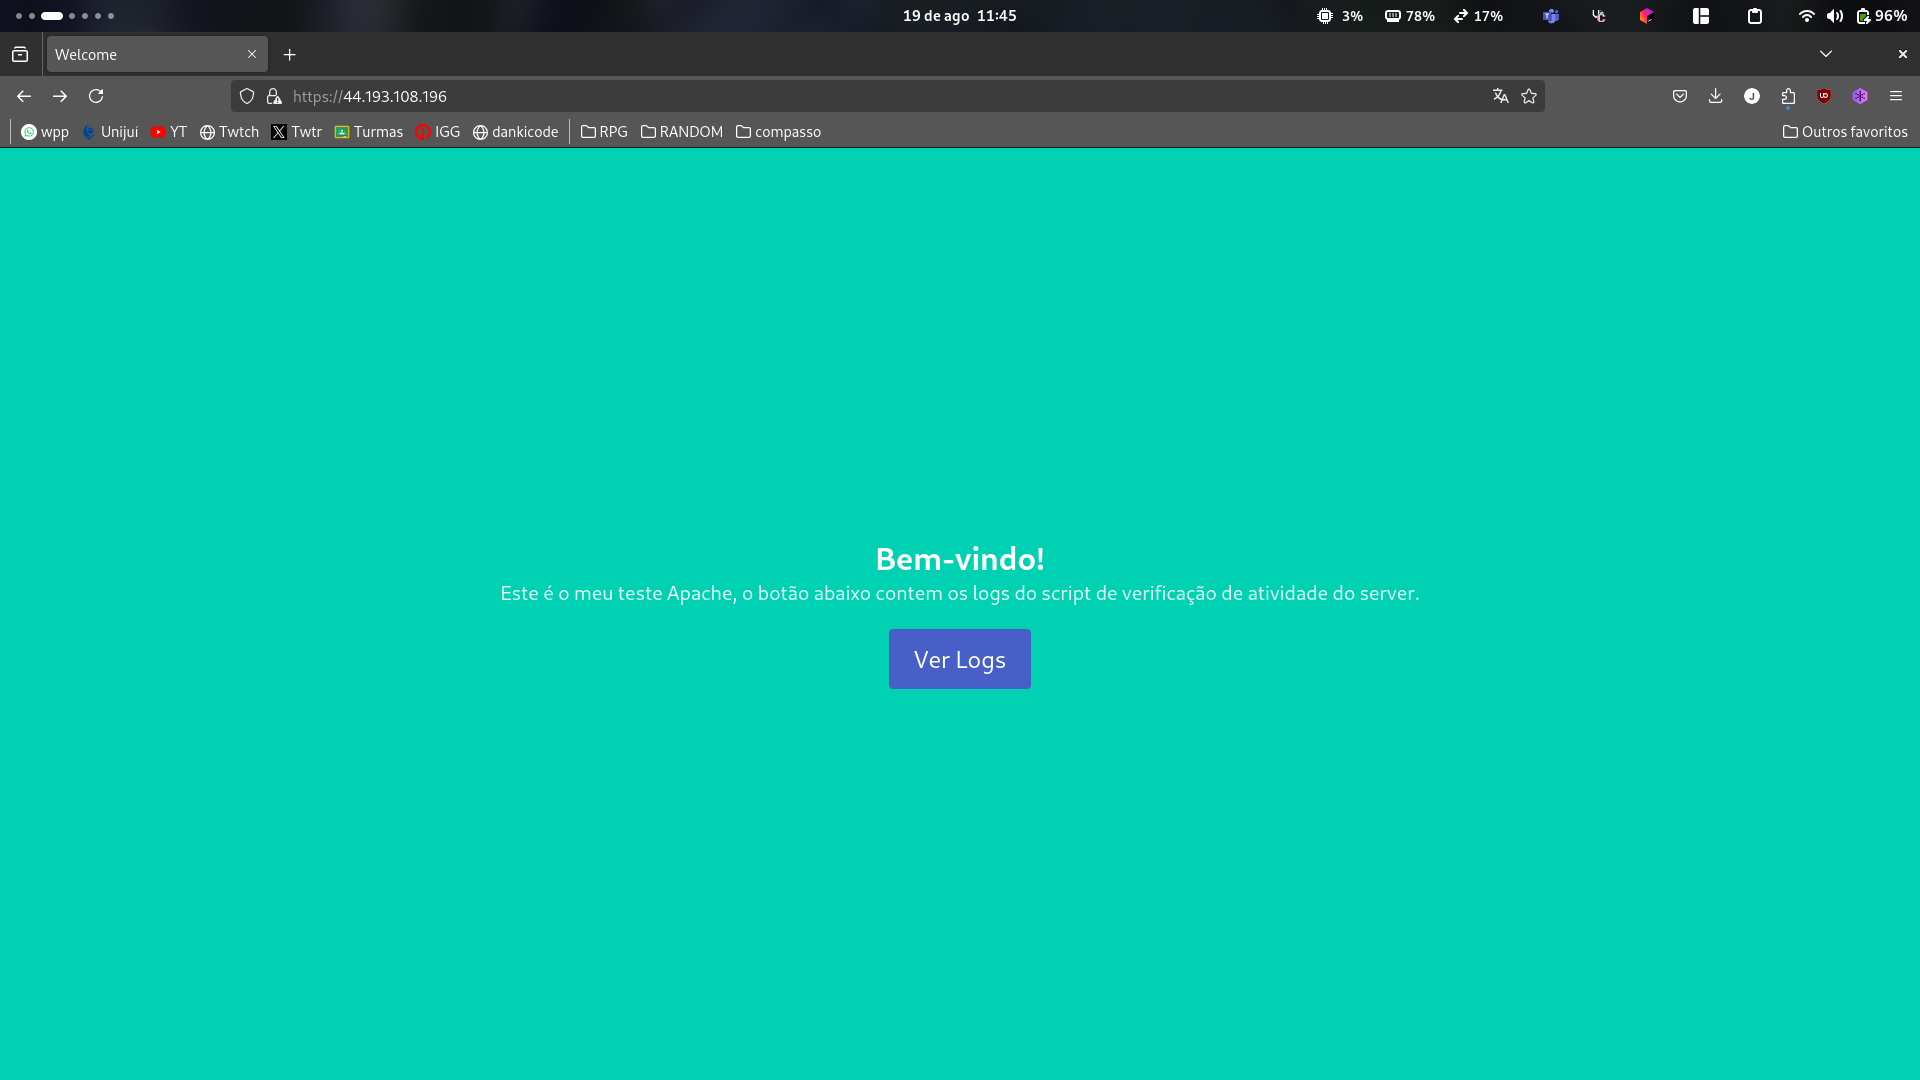 19 de ago 11:45
3% 78% 17% 96%
Welcome
https://44.193.108.196
wpp Unijuí YT Twtch Twtr Turmas IGG dankicode RPG RANDOM compasso Outros favoritos
Bem-vindo!
Este é o meu teste Apache, o botão abaixo contem os logs do script de verificação de atividade do server.
Ver Logs